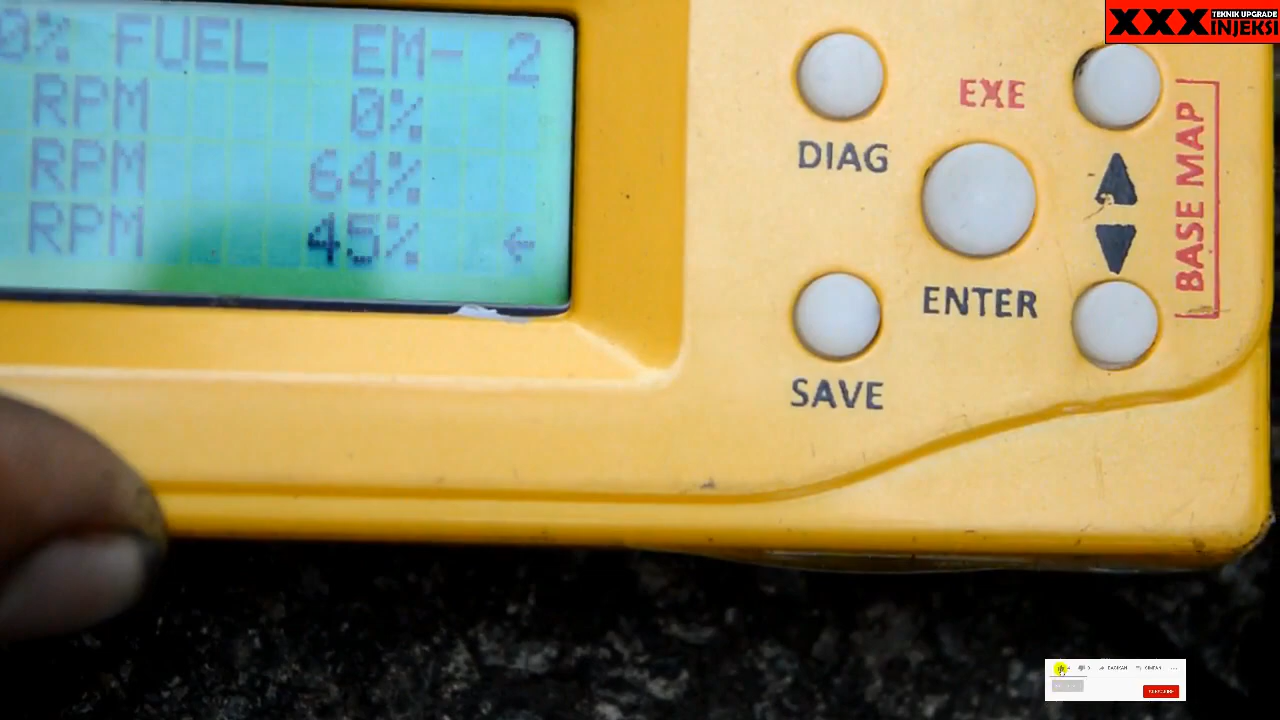 0% FUEL EM- 2
RPM 0%
RPM 64%
RPM 45% ←
DIAG
EXE
ENTER
SAVE
BASE MAP
XXX TEKNIK UPGRADE
INJEKSI